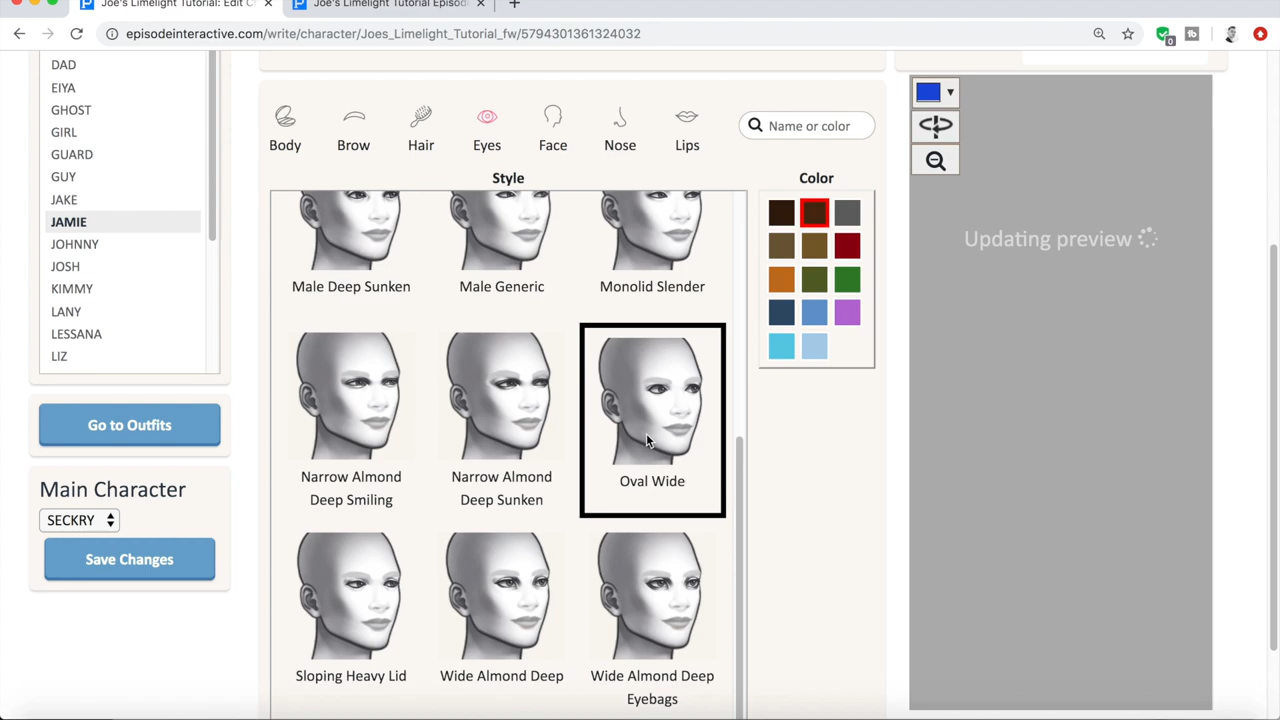 Joe's Limelight Tutorial: Edit C
Joe's Limelight Tutorial Episod
episodeinteractive.com/write/character/Joes_Limelight_Tutorial_fw/5794301361324032
0
DAD
EIYA
GHOST
GIRL
GUARD
GUY
JAKE
JAMIE
JOHNNY
JOSH
KIMMY
LANY
LESSANA
LIZ
Go to Outfits
Main Character
SECKRY
Save Changes
Body
Brow
Hair
Eyes
Face
Nose
Lips
Name or color
Style
Color
Male Deep Sunken
Male Generic
Monolid Slender
Narrow Almond
Deep Smiling
Narrow Almond
Deep Sunken
Oval Wide
Sloping Heavy Lid
Wide Almond Deep
Wide Almond Deep
Eyebags
Updating preview